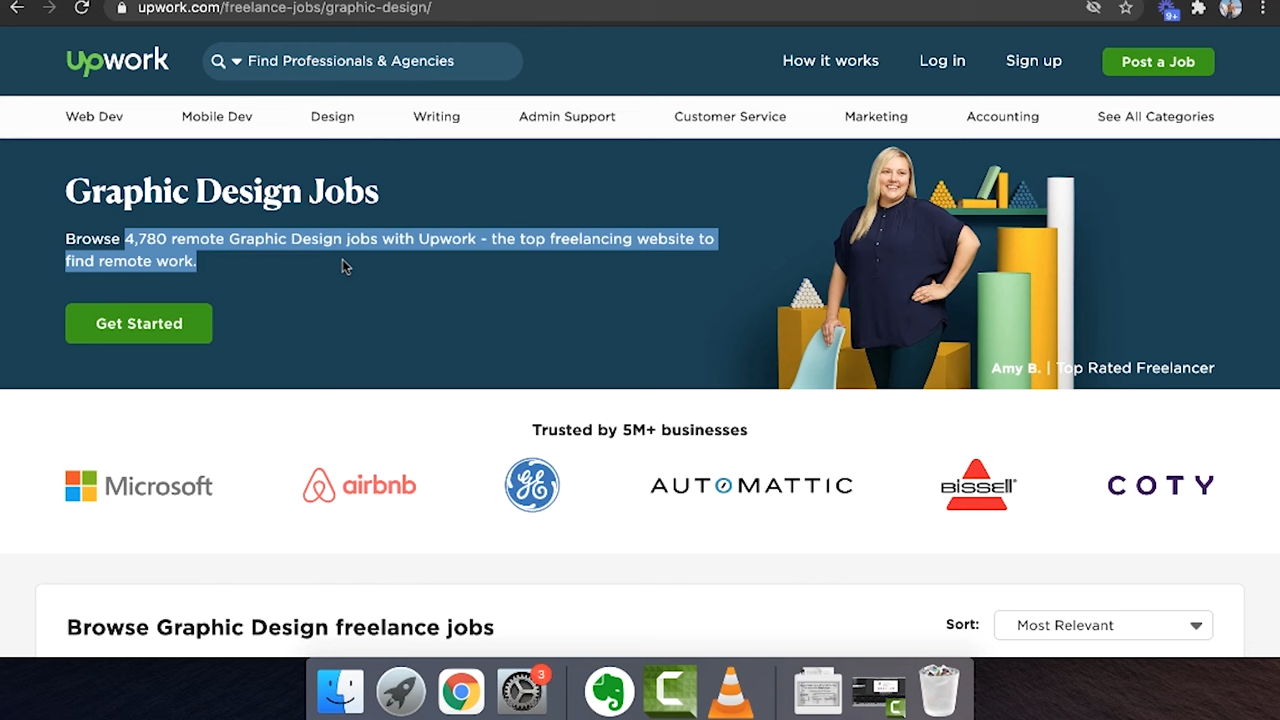 upwork.com/freelance-jobs/graphic-design/
9+
upwork
Find Professionals & Agencies
How it works
Log in
Sign up
Post a Job
Web Dev
Mobile Dev
Design
Writing
Admin Support
Customer Service
Marketing
Accounting
See All Categories
Graphic Design Jobs
Browse 4,780 remote Graphic Design jobs with Upwork - the top freelancing website to
find remote work.
Get Started
Amy B. | Top Rated Freelancer
Trusted by 5M+ businesses
Microsoft
airbnb
GE
AUTOMATTIC
BISSELL
COTY
Browse Graphic Design freelance jobs
Sort:
Most Relevant
3
C
C